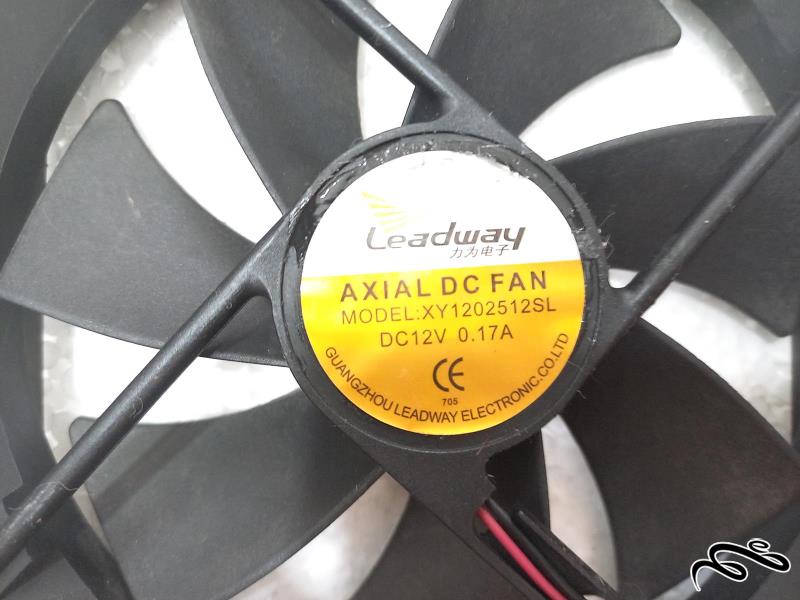 Leadway
力为电子
AXIAL DC FAN
MODEL:XY1202512SL
DC12V 0.17A
CE
705
GUANGZHOU LEADWAY ELECTRONIC.CO.LTD